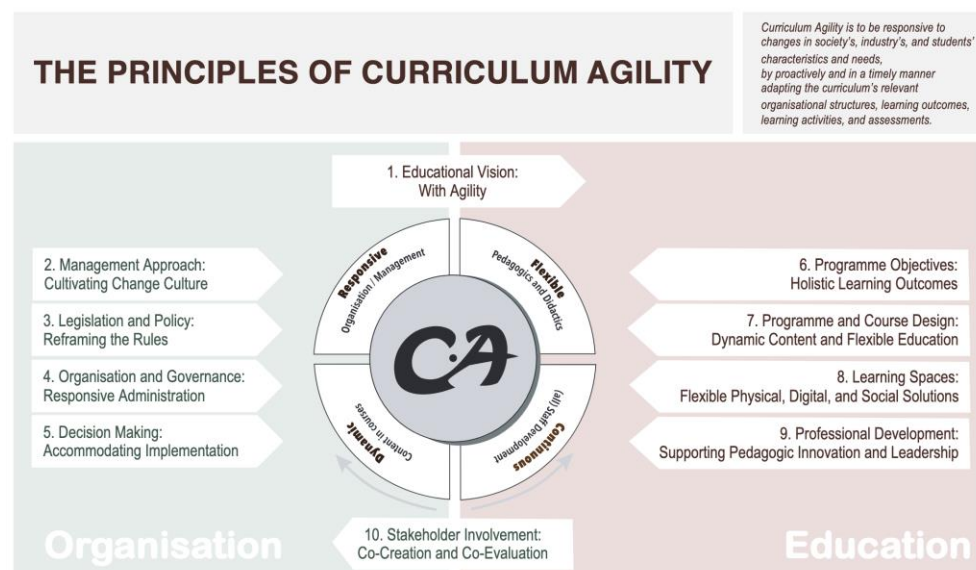 THE PRINCIPLES OF CURRICULUM AGILITY
Curriculum Agility is to be responsive to
changes in society's, industry's, and students'
characteristics and needs,
by proactively and in a timely manner
adapting the curriculum's relevant
organisational structures, learning outcomes,
learning activities, and assessments.
1. Educational Vision:
With Agility
2. Management Approach:
Cultivating Change Culture
3. Legislation and Policy:
Reframing the Rules
4. Organisation and Governance:
Responsive Administration
5. Decision Making:
Accommodating Implementation
Responsive
Organisation / Management
Flexible
Pedagogics and Didactics
C.A
Dynamic
Content in courses
Continuous
(all) Staff Development
6. Programme Objectives:
Holistic Learning Outcomes
7. Programme and Course Design:
Dynamic Content and Flexible Education
8. Learning Spaces:
Flexible Physical, Digital, and Social Solutions
9. Professional Development:
Supporting Pedagogic Innovation and Leadership
10. Stakeholder Involvement:
Co-Creation and Co-Evaluation
Organisation
Education